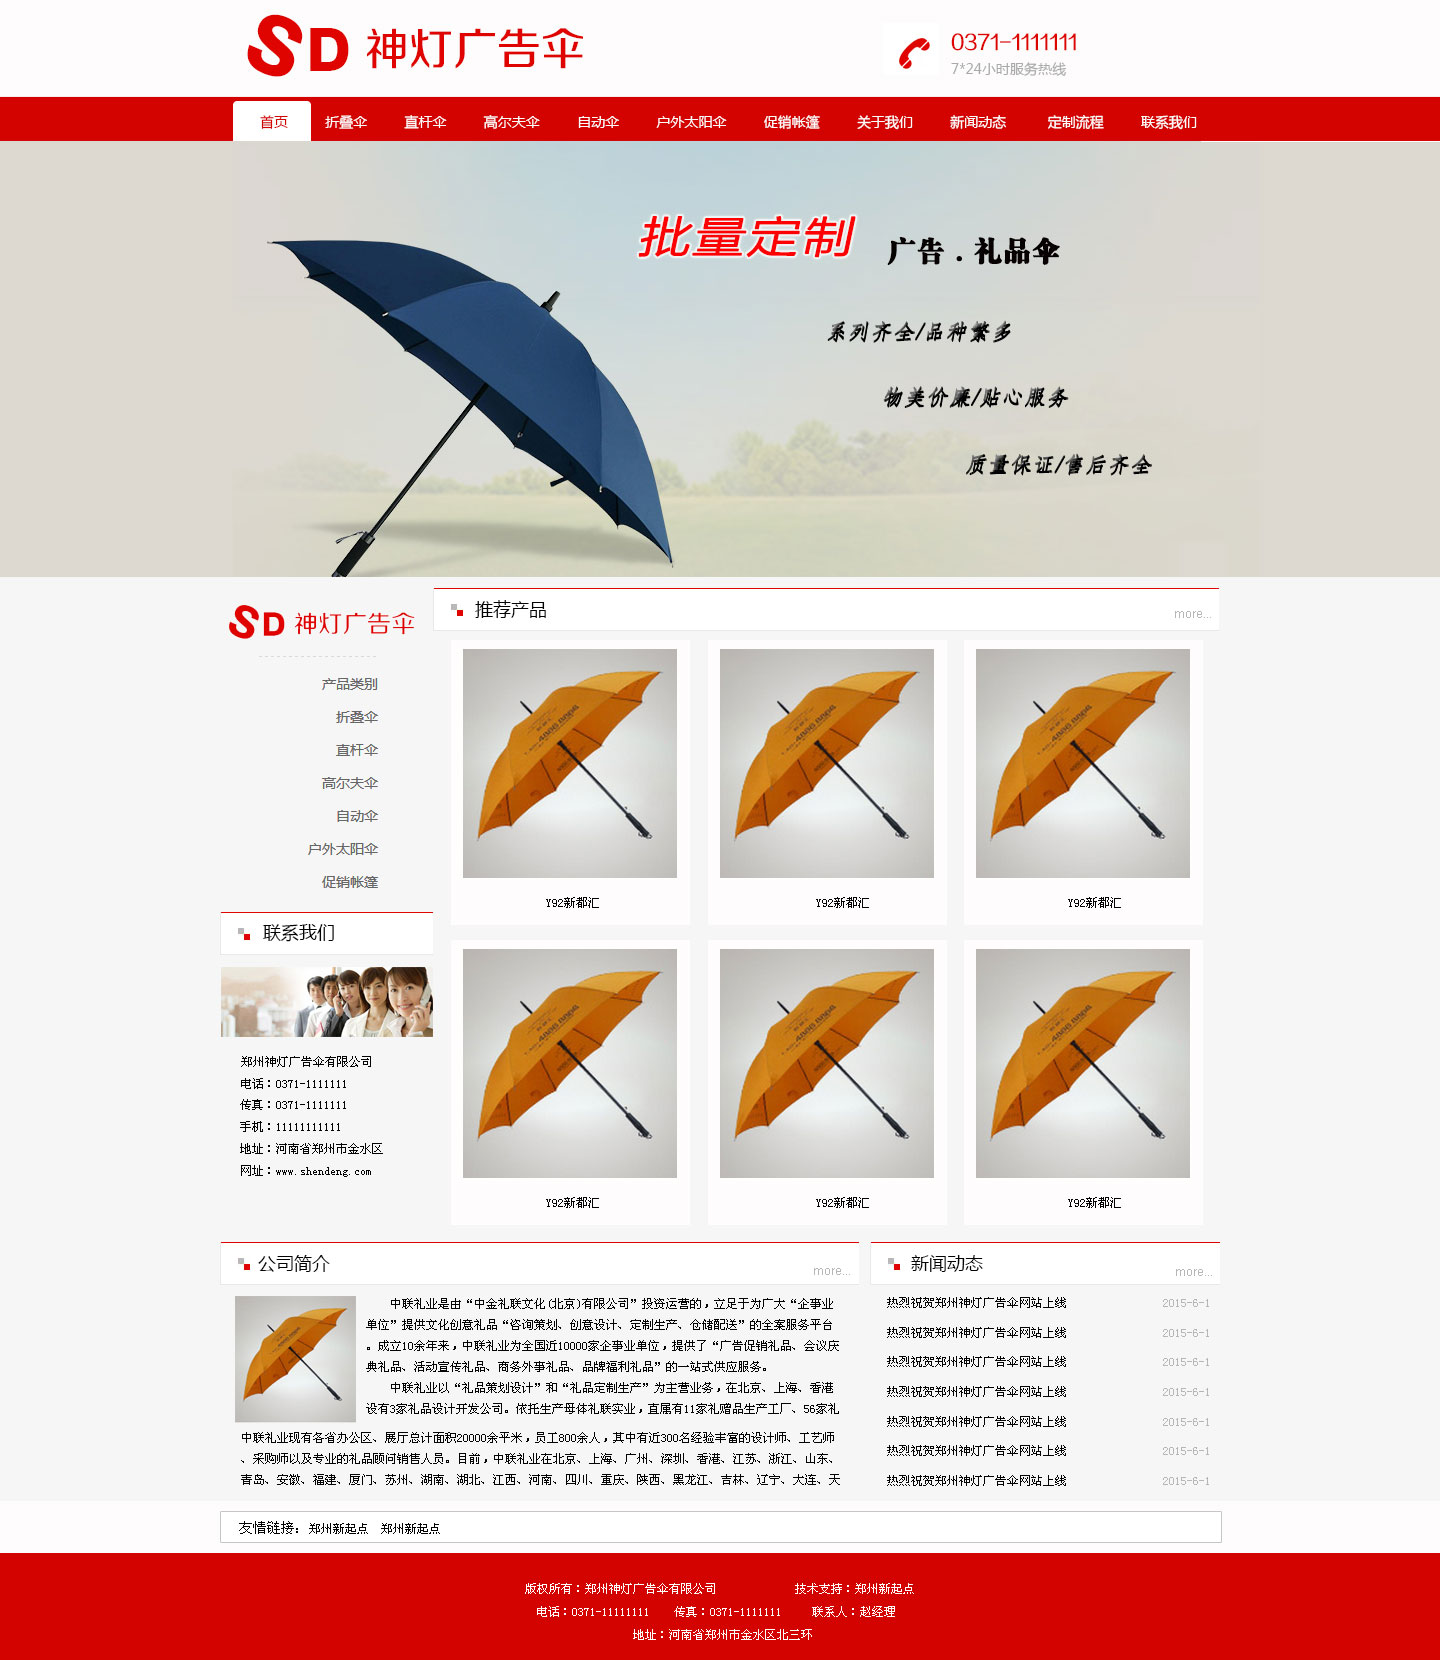 SD 神灯广告伞
0371-1111111
7*24小时服务热线
首页 折叠伞 直杆伞 高尔夫伞 自动伞 户外太阳伞 促销帐篷 关于我们 新闻动态 定制流程 联系我们
批量定制 广告．礼品伞
系列齐全/品种繁多
物美价廉/贴心服务
质量保证/售后齐全
SD 神灯广告伞
产品类别
折叠伞
直杆伞
高尔夫伞
自动伞
户外太阳伞
促销帐篷
推荐产品 more...
Y92新都汇 Y92新都汇 Y92新都汇
Y92新都汇 Y92新都汇 Y92新都汇
联系我们
郑州神灯广告伞有限公司
电话：0371-1111111
传真：0371-1111111
手机：11111111111
地址：河南省郑州市金水区
网址：www.shendeng.com
公司简介 more...
中联礼业是由“中金礼联文化(北京)有限公司”投资运营的，立足于为广大“企事业
单位”提供文化创意礼品“咨询策划、创意设计、定制生产、仓储配送”的全案服务平台
。成立10余年来，中联礼业为全国近10000家企事业单位，提供了“广告促销礼品、会议庆
典礼品、活动宣传礼品、商务外事礼品、品牌福利礼品”的一站式供应服务。
中联礼业以“礼品策划设计”和“礼品定制生产”为主营业务，在北京、上海、香港
设有3家礼品设计开发公司。依托生产母体礼联实业，直属有11家礼赠品生产工厂、56家礼
中联礼业现有各省办公区、展厅总计面积20000余平米，员工800余人，其中有近300名经验丰富的设计师、工艺师
、采购师以及专业的礼品顾问销售人员。目前，中联礼业在北京、上海、广州、深圳、香港、江苏、浙江、山东、
青岛、安徽、福建、厦门、苏州、湖南、湖北、江西、河南、四川、重庆、陕西、黑龙江、吉林、辽宁、大连、天
新闻动态 more...
热烈祝贺郑州神灯广告伞网站上线 2015-6-1
热烈祝贺郑州神灯广告伞网站上线 2015-6-1
热烈祝贺郑州神灯广告伞网站上线 2015-6-1
热烈祝贺郑州神灯广告伞网站上线 2015-6-1
热烈祝贺郑州神灯广告伞网站上线 2015-6-1
热烈祝贺郑州神灯广告伞网站上线 2015-6-1
热烈祝贺郑州神灯广告伞网站上线 2015-6-1
友情链接：郑州新起点 郑州新起点
版权所有：郑州神灯广告伞有限公司 技术支持：郑州新起点
电话：0371-11111111 传真：0371-1111111 联系人：赵经理
地址：河南省郑州市金水区北三环